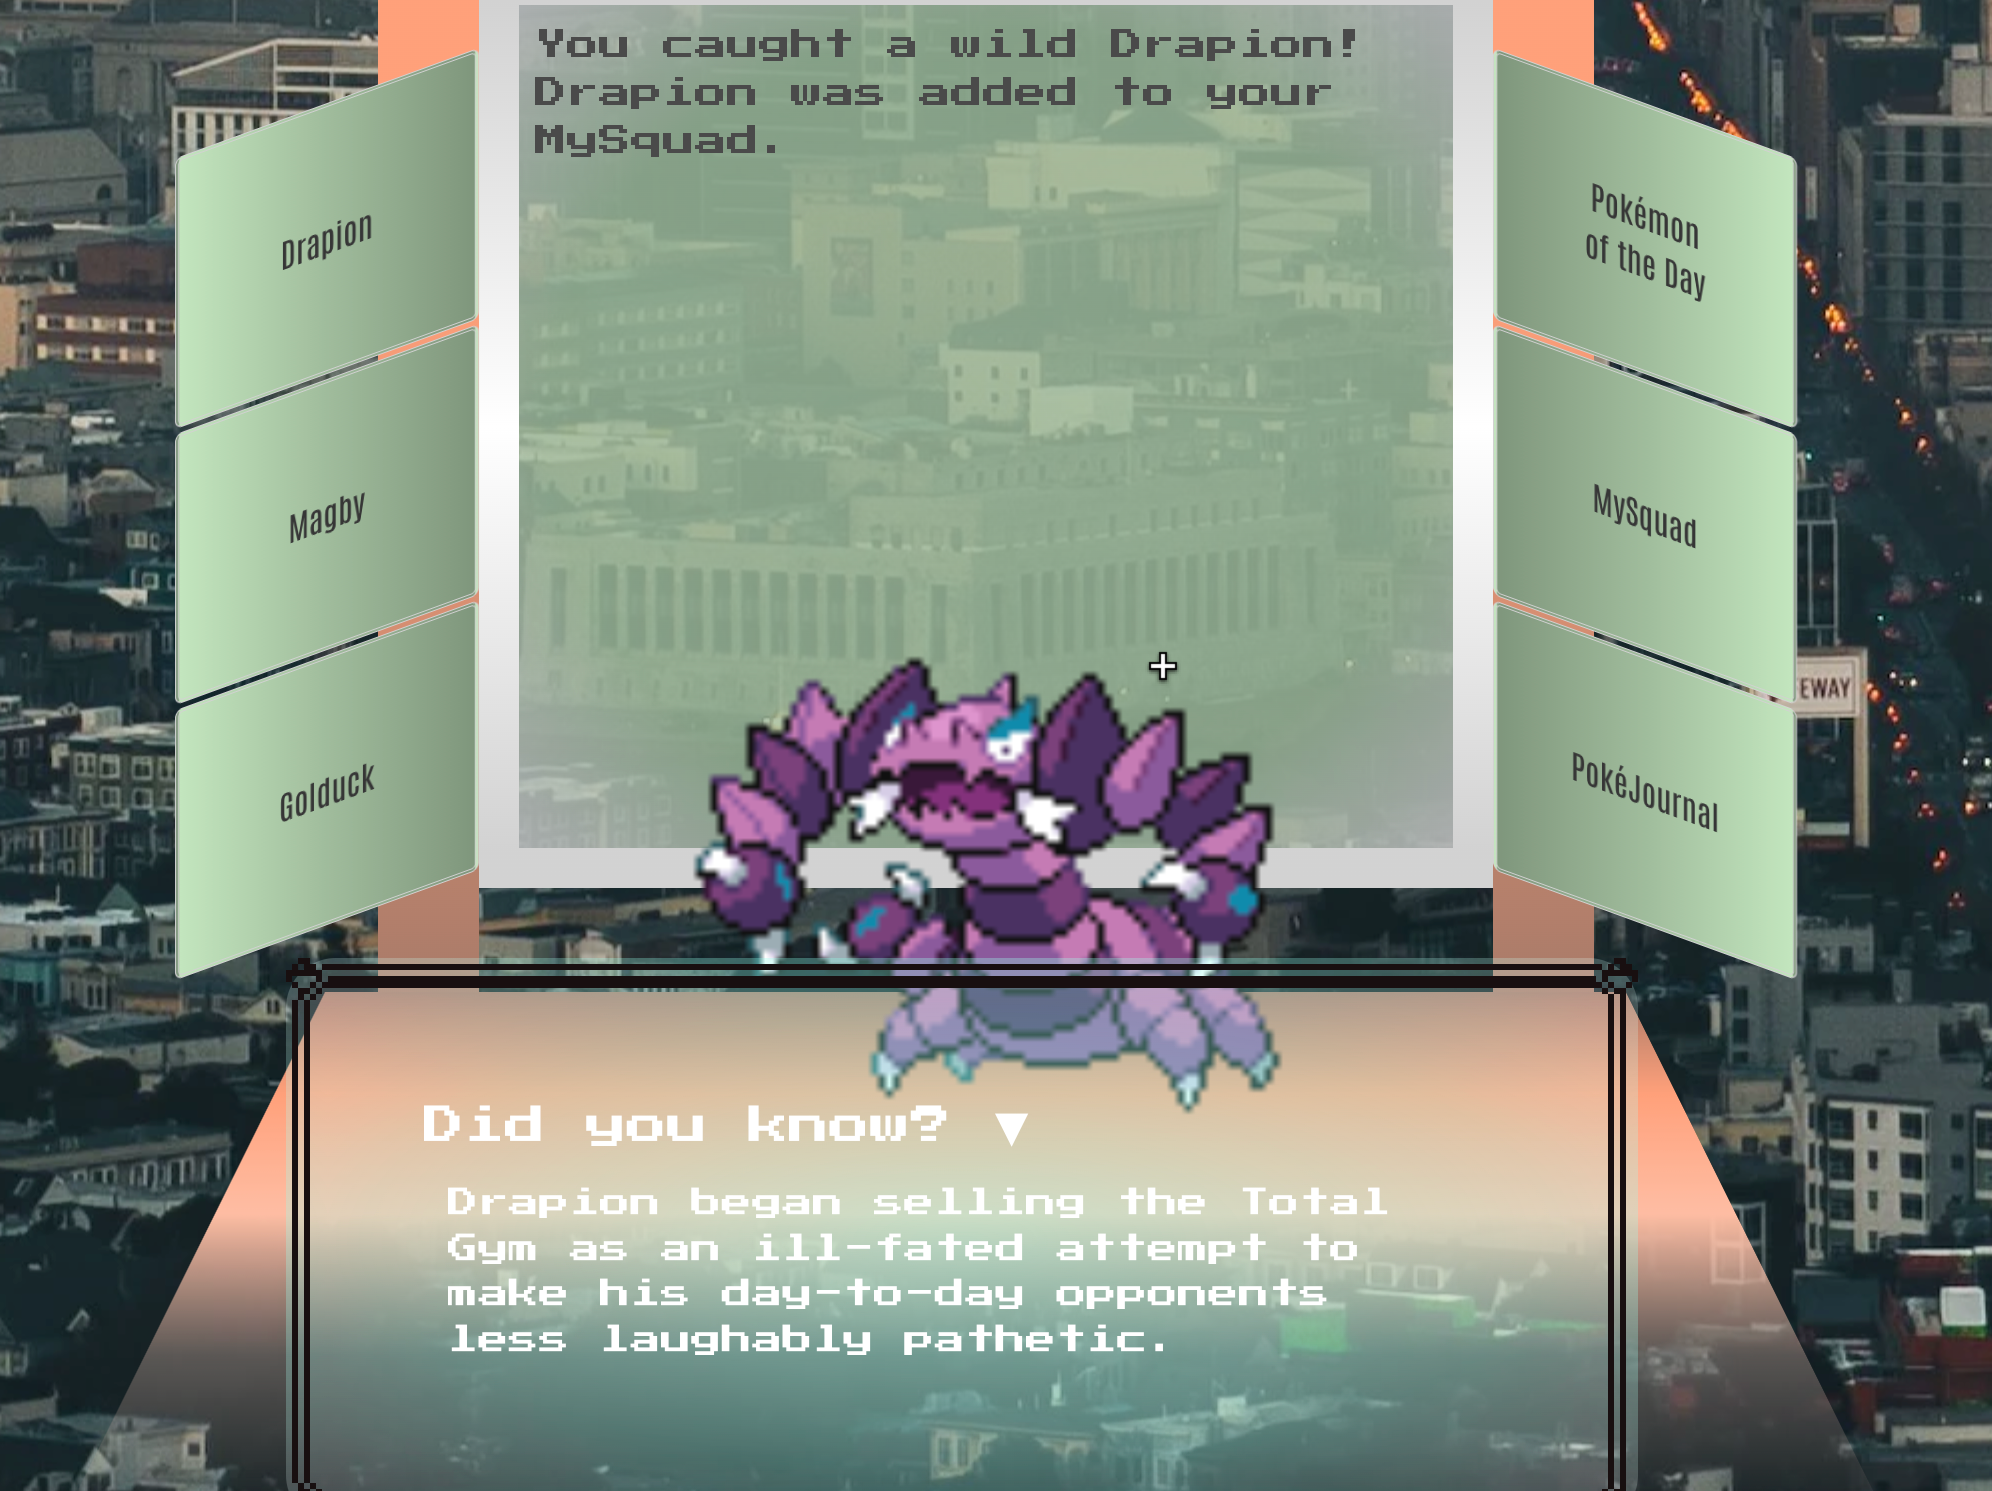 You caught a wild Drapion!
Drapion was added to your
MySquad.
Drapion
Magby
Golduck
Pokémon
of the Day
MySquad
PokéJournal
EWAY
Did you know? ▼
Drapion began selling the Total
Gym as an ill-fated attempt to
make his day-to-day opponents
less laughably pathetic.